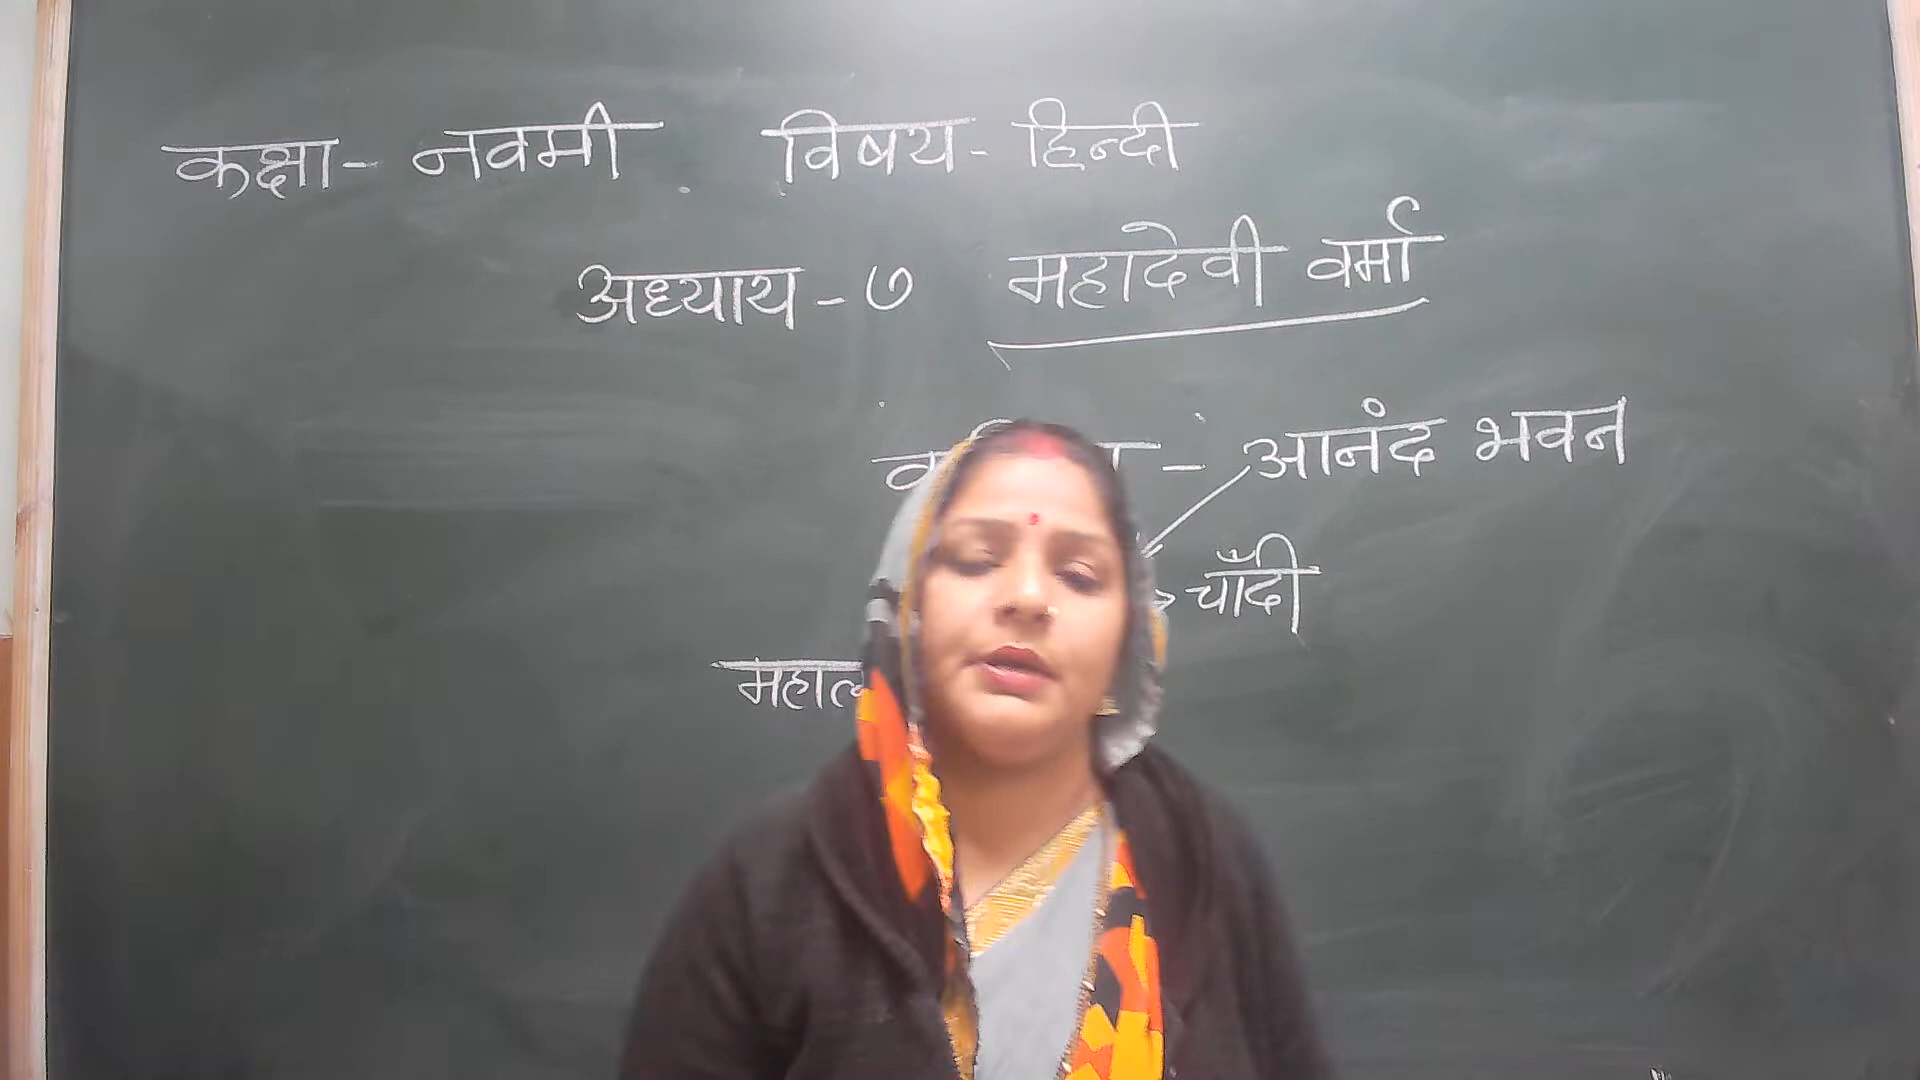 कक्षा - नवमी विषय - हिन्दी
अध्याय - ७ महादेवी वर्मा
- आनंद भवन
चाँदी